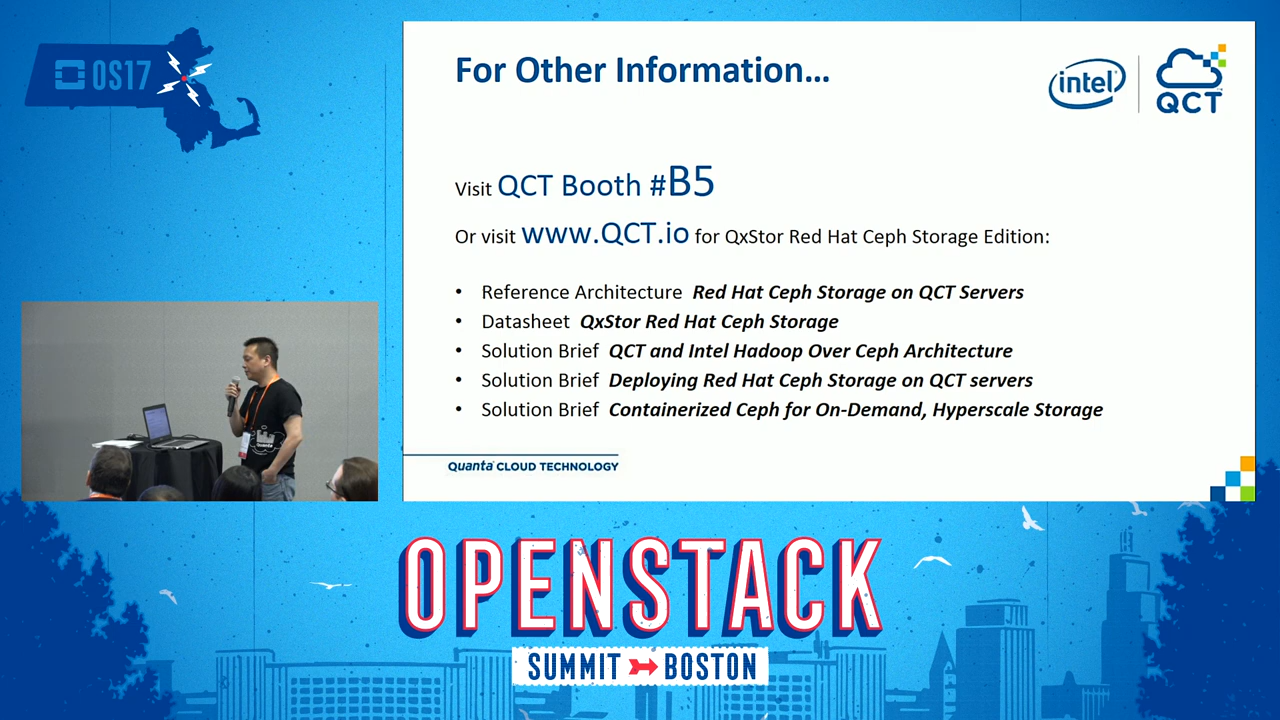 OS17
For Other Information...
intel
QCT
Visit QCT Booth #B5
Or visit www.QCT.io for QxStor Red Hat Ceph Storage Edition:
• Reference Architecture Red Hat Ceph Storage on QCT Servers
• Datasheet QxStor Red Hat Ceph Storage
• Solution Brief QCT and Intel Hadoop Over Ceph Architecture
• Solution Brief Deploying Red Hat Ceph Storage on QCT servers
• Solution Brief Containerized Ceph for On-Demand, Hyperscale Storage
Quanta CLOUD TECHNOLOGY
Quanta
OPENSTACK
SUMMIT BOSTON